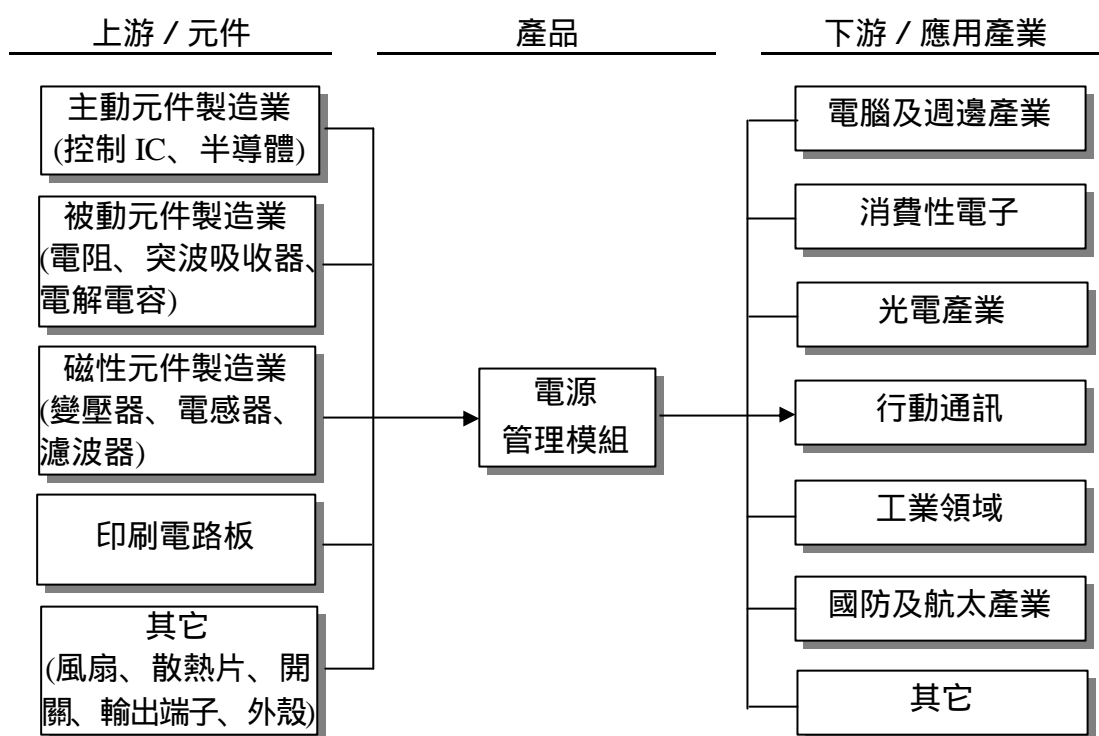 上游 / 元件
產品
下游 / 應用產業
主動元件製造業
(控制 IC、半導體)
被動元件製造業
(電阻、突波吸收器、
電解電容)
磁性元件製造業
(變壓器、電感器、
濾波器)
印刷電路板
其它
(風扇、散熱片、開
關、輸出端子、外殼)
電源
管理模組
電腦及週邊產業
消費性電子
光電產業
行動通訊
工業領域
國防及航太產業
其它